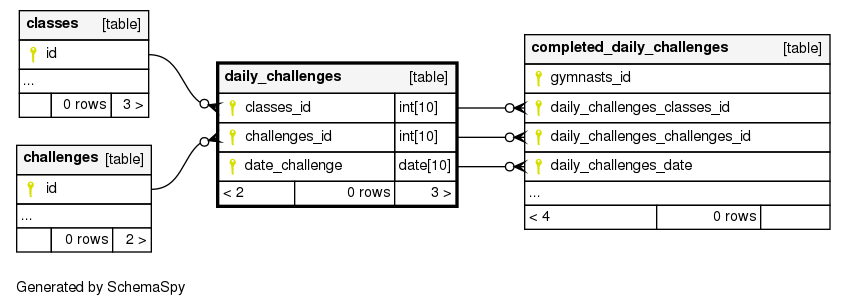 classes [table]
id
...
0 rows 3 >
challenges [table]
id
...
0 rows 2 >
daily_challenges [table]
classes_id int[10]
challenges_id int[10]
date_challenge date[10]
< 2 0 rows 3 >
completed_daily_challenges [table]
gymnasts_id
daily_challenges_classes_id
daily_challenges_challenges_id
daily_challenges_date
...
< 4 0 rows
Generated by SchemaSpy